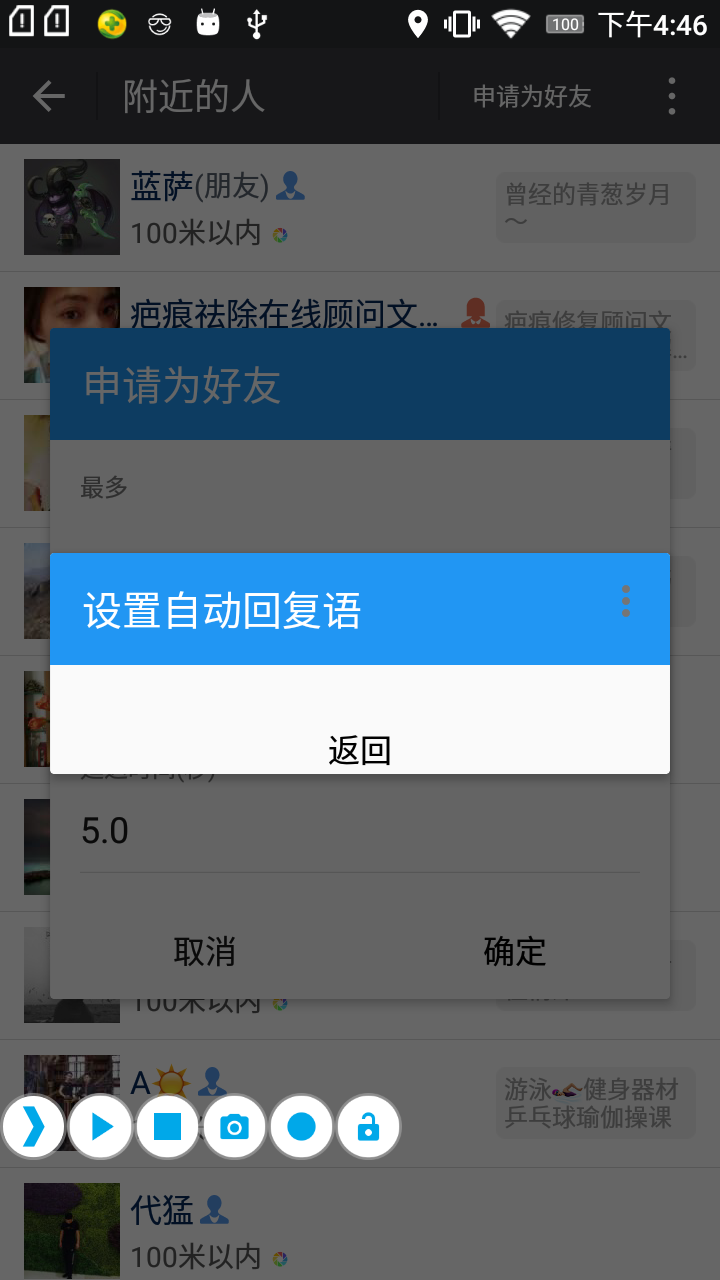 下午4:46
100
附近的人
申请为好友
蓝萨(朋友)
100米以内
曾经的青葱岁月
～
疤痕祛除在线顾问文...
疤痕修复顾问文
...
申请为好友
最多
设置自动回复语
返回
5.0
取消
确定
100米以内
A
游泳健身器材
乒乓球瑜伽操课
代猛
100米以内